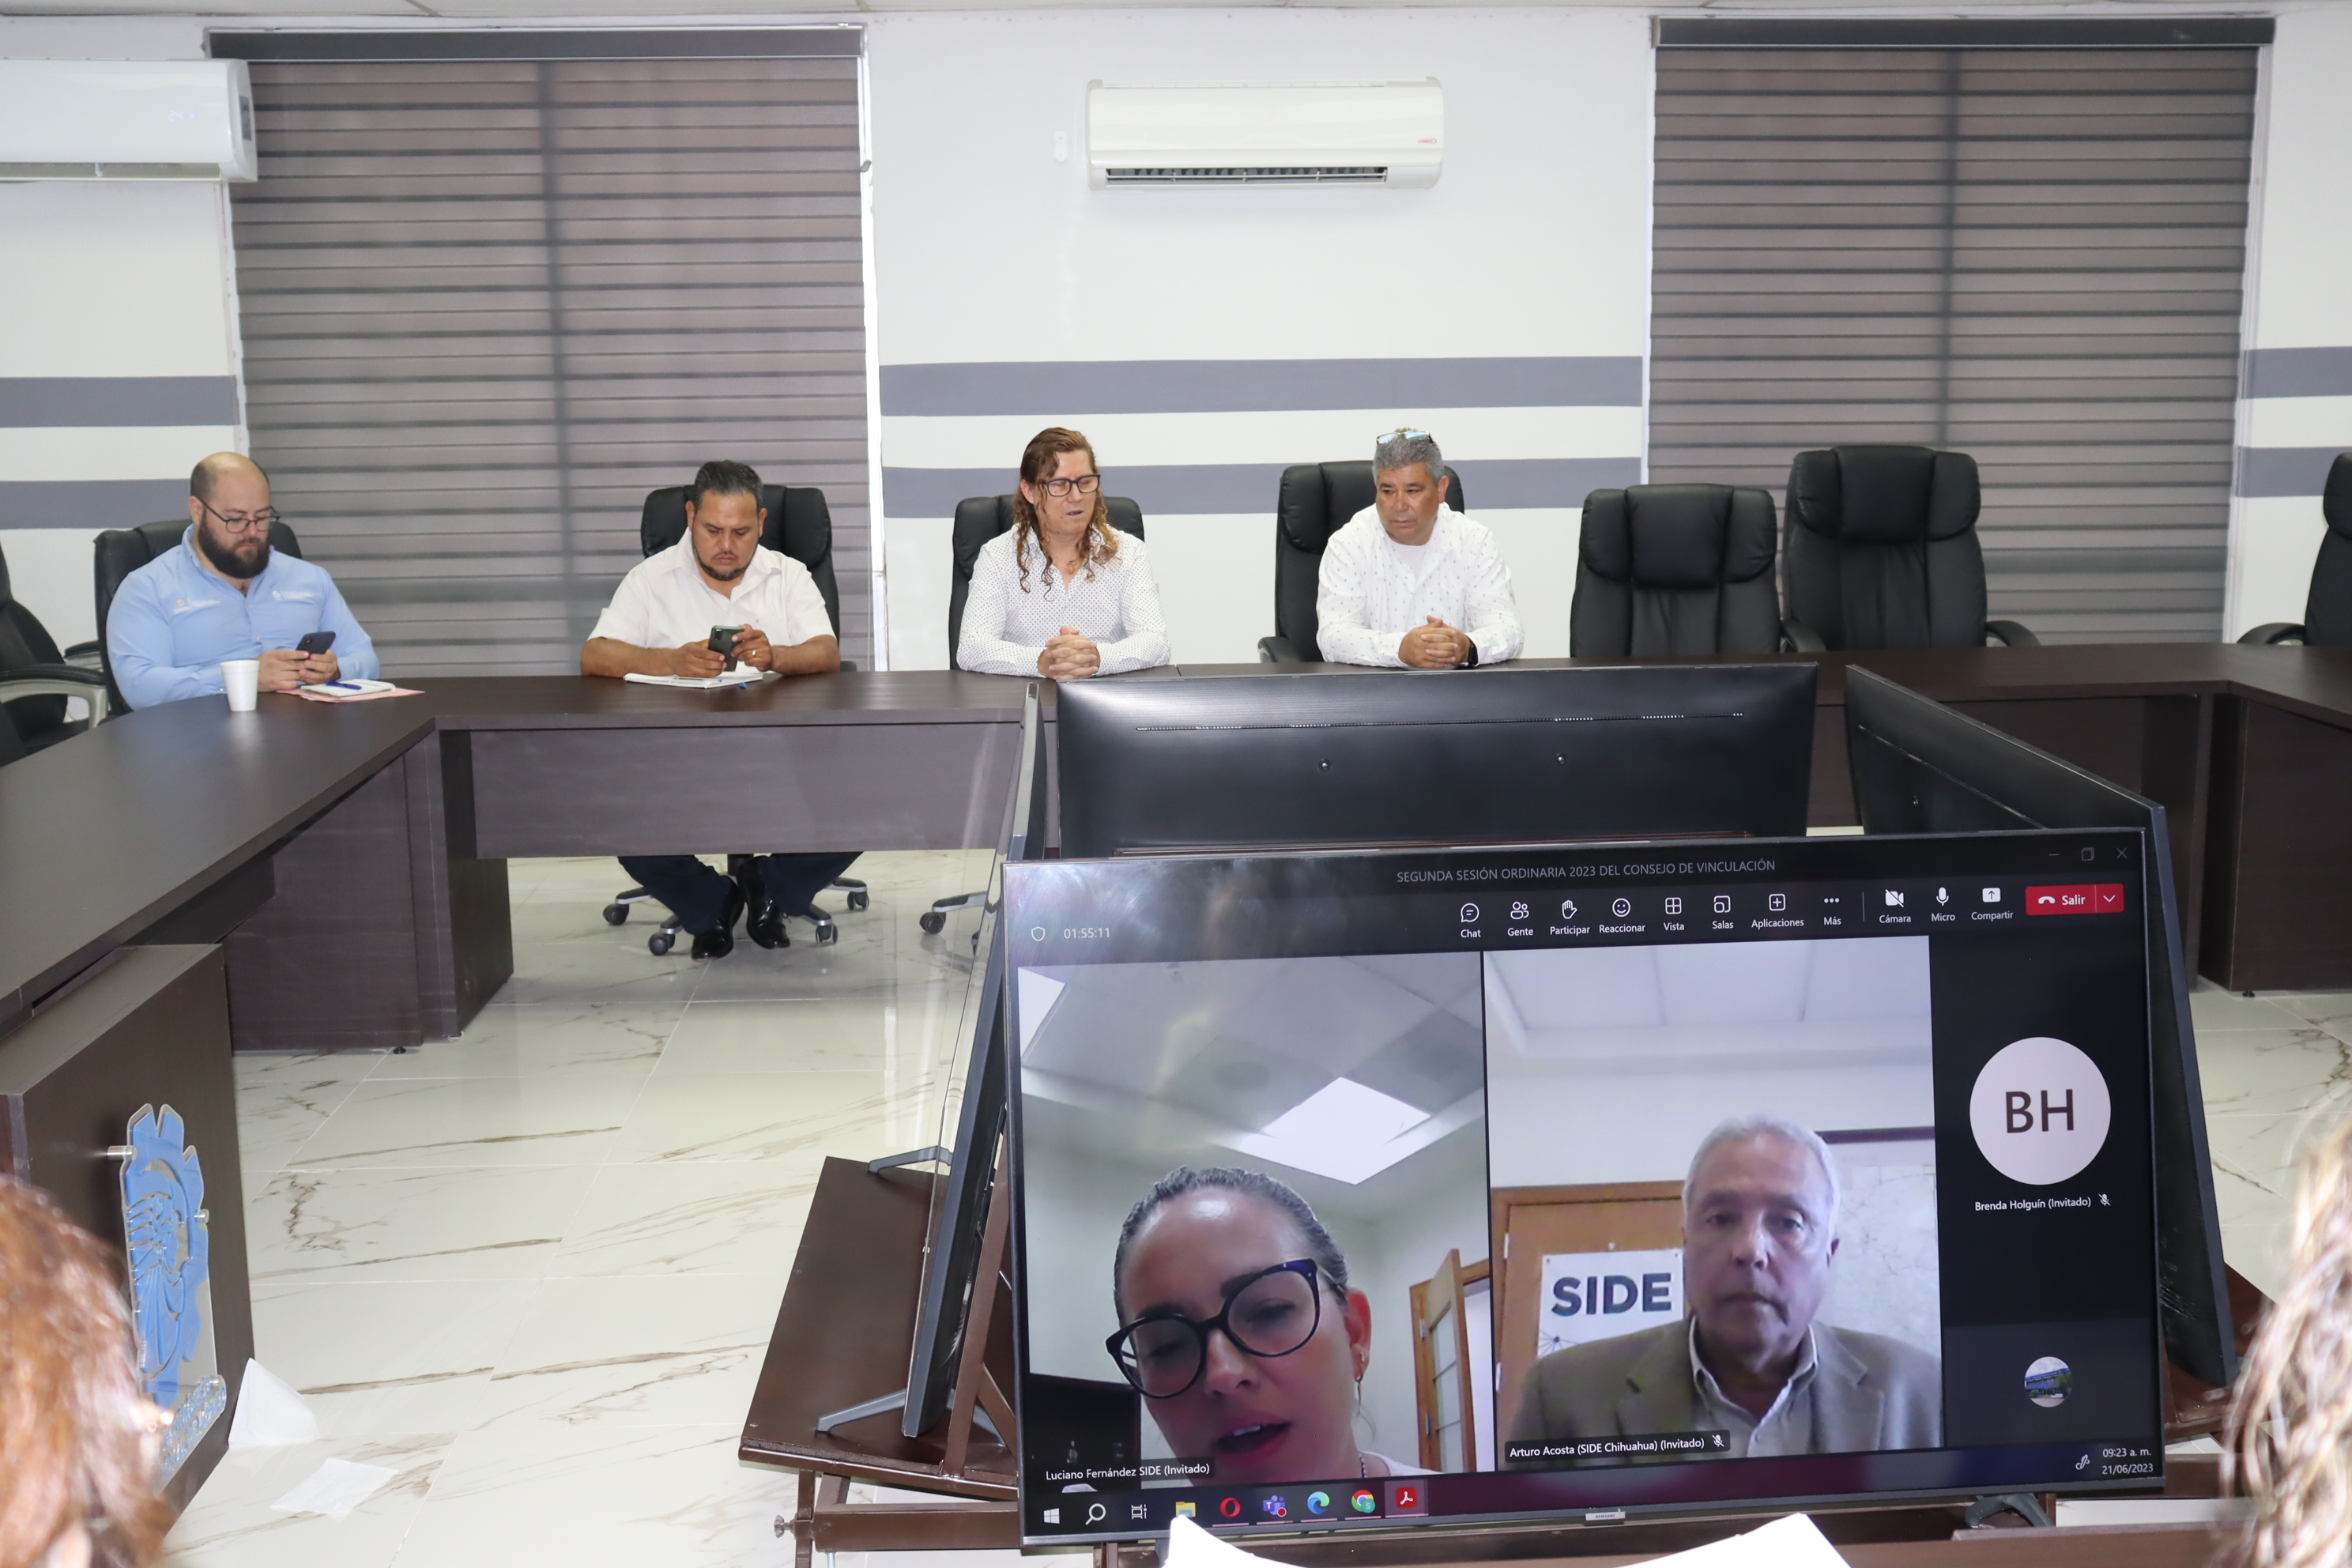 SEGUNDA SESIÓN ORDINARIA 2023 DEL CONSEJO DE VINCULACIÓN
01:55:11
Chat
Gente
Participar
Reaccionar
Vista
Salas
Aplicaciones
Más
Cámara
Micro
Compartir
Salir
BH
Brenda Holguín (Invitado)
SIDE
Arturo Acosta (SIDE Chihuahua) (Invitado)
Luciano Fernández SIDE (Invitado)
09:23 a. m.
21/06/2023
SAMSUNG